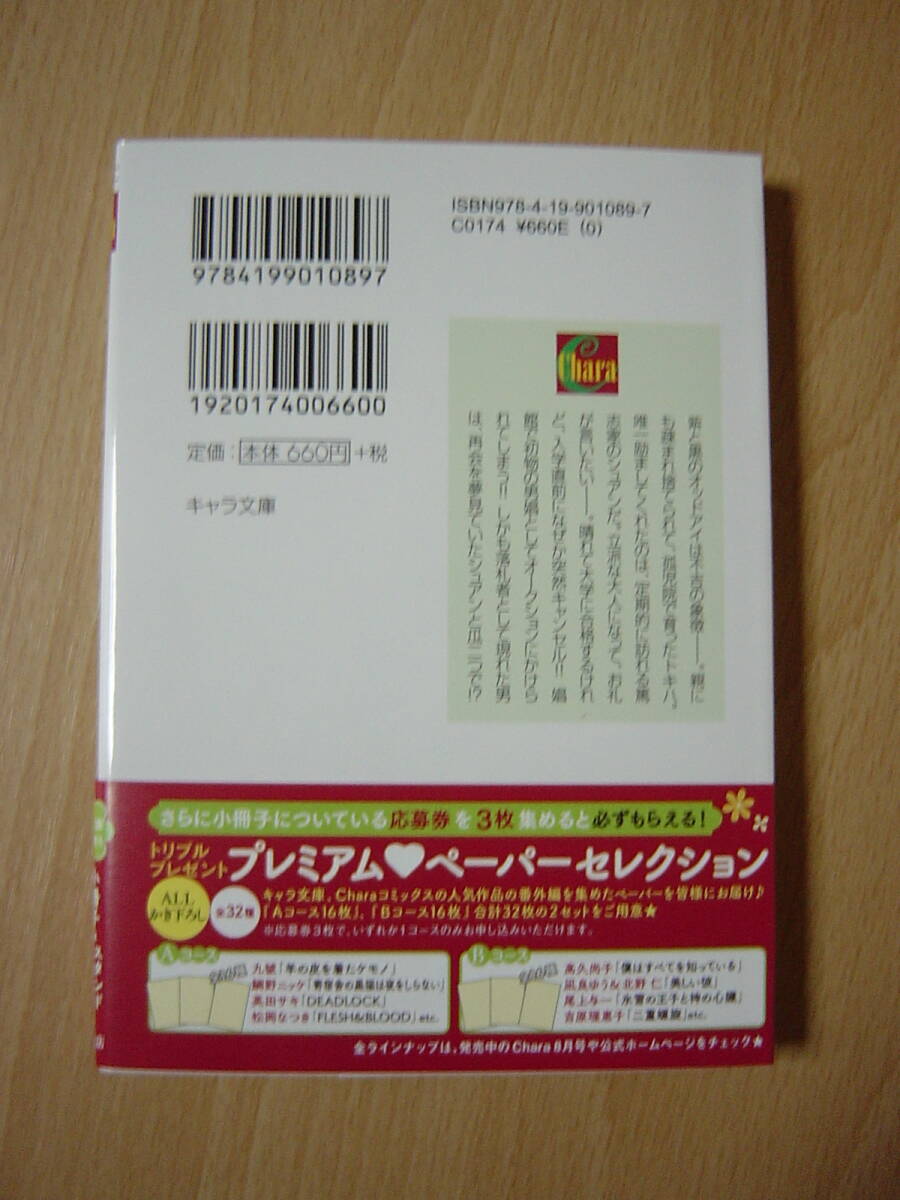 ISBN978-4-19-901089-7
C0174 ¥660E (0)
9784199010897
1920174006600
定価：本体 660円+税
キャラ文庫
Chara
紫と黒のオッドアイは不吉の象徴――。親に
も疎まれ捨てられて、孤児院で育ったトキハ。
唯一励ましてくれたのは、定期的に訪れる篤
志家のシュアンだ。立派な大人になって、お礼
が言いたい――。晴れて大学に合格するけれ
ど、入学直前になぜか突然キャンセル!! 娼
館で初物の男娼としてオークションにかけら
れてしまう!! しかも落札者として現れた男
は、再会を夢見ていたシュアンと瓜二つで!?
さらに小冊子についている応募券を3枚集めると必ずもらえる!
トリプル
プレゼント
プレミアム♥ペーパーセレクション
ALL
かき下ろし
全32種
キャラ文庫、Charaコミックスの人気作品の番外編を集めたペーパーを皆様にお届け♪
「Aコース16枚」、「Bコース16枚」合計32枚の2セットをご用意★
※応募券3枚で、いずれか1コースのみお申し込みいただけます。
Aコース
九號「羊の皮を着たケモノ」
鯛野ニッケ「寄宿舎の黒猫は夜をしらない」
高田サキ「DEADLOCK」
松岡なつき「FLESH&BLOOD」etc.
Bコース
高久尚子「僕はすべてを知っている」
凪良ゆう&北野 仁「美しい彼」
尾上与一「氷雪の王子と神の心臓」
吉原理恵子「二重螺旋」etc.
全ラインナップは、発売中のChara 8月号や公式ホームページをチェック★
店